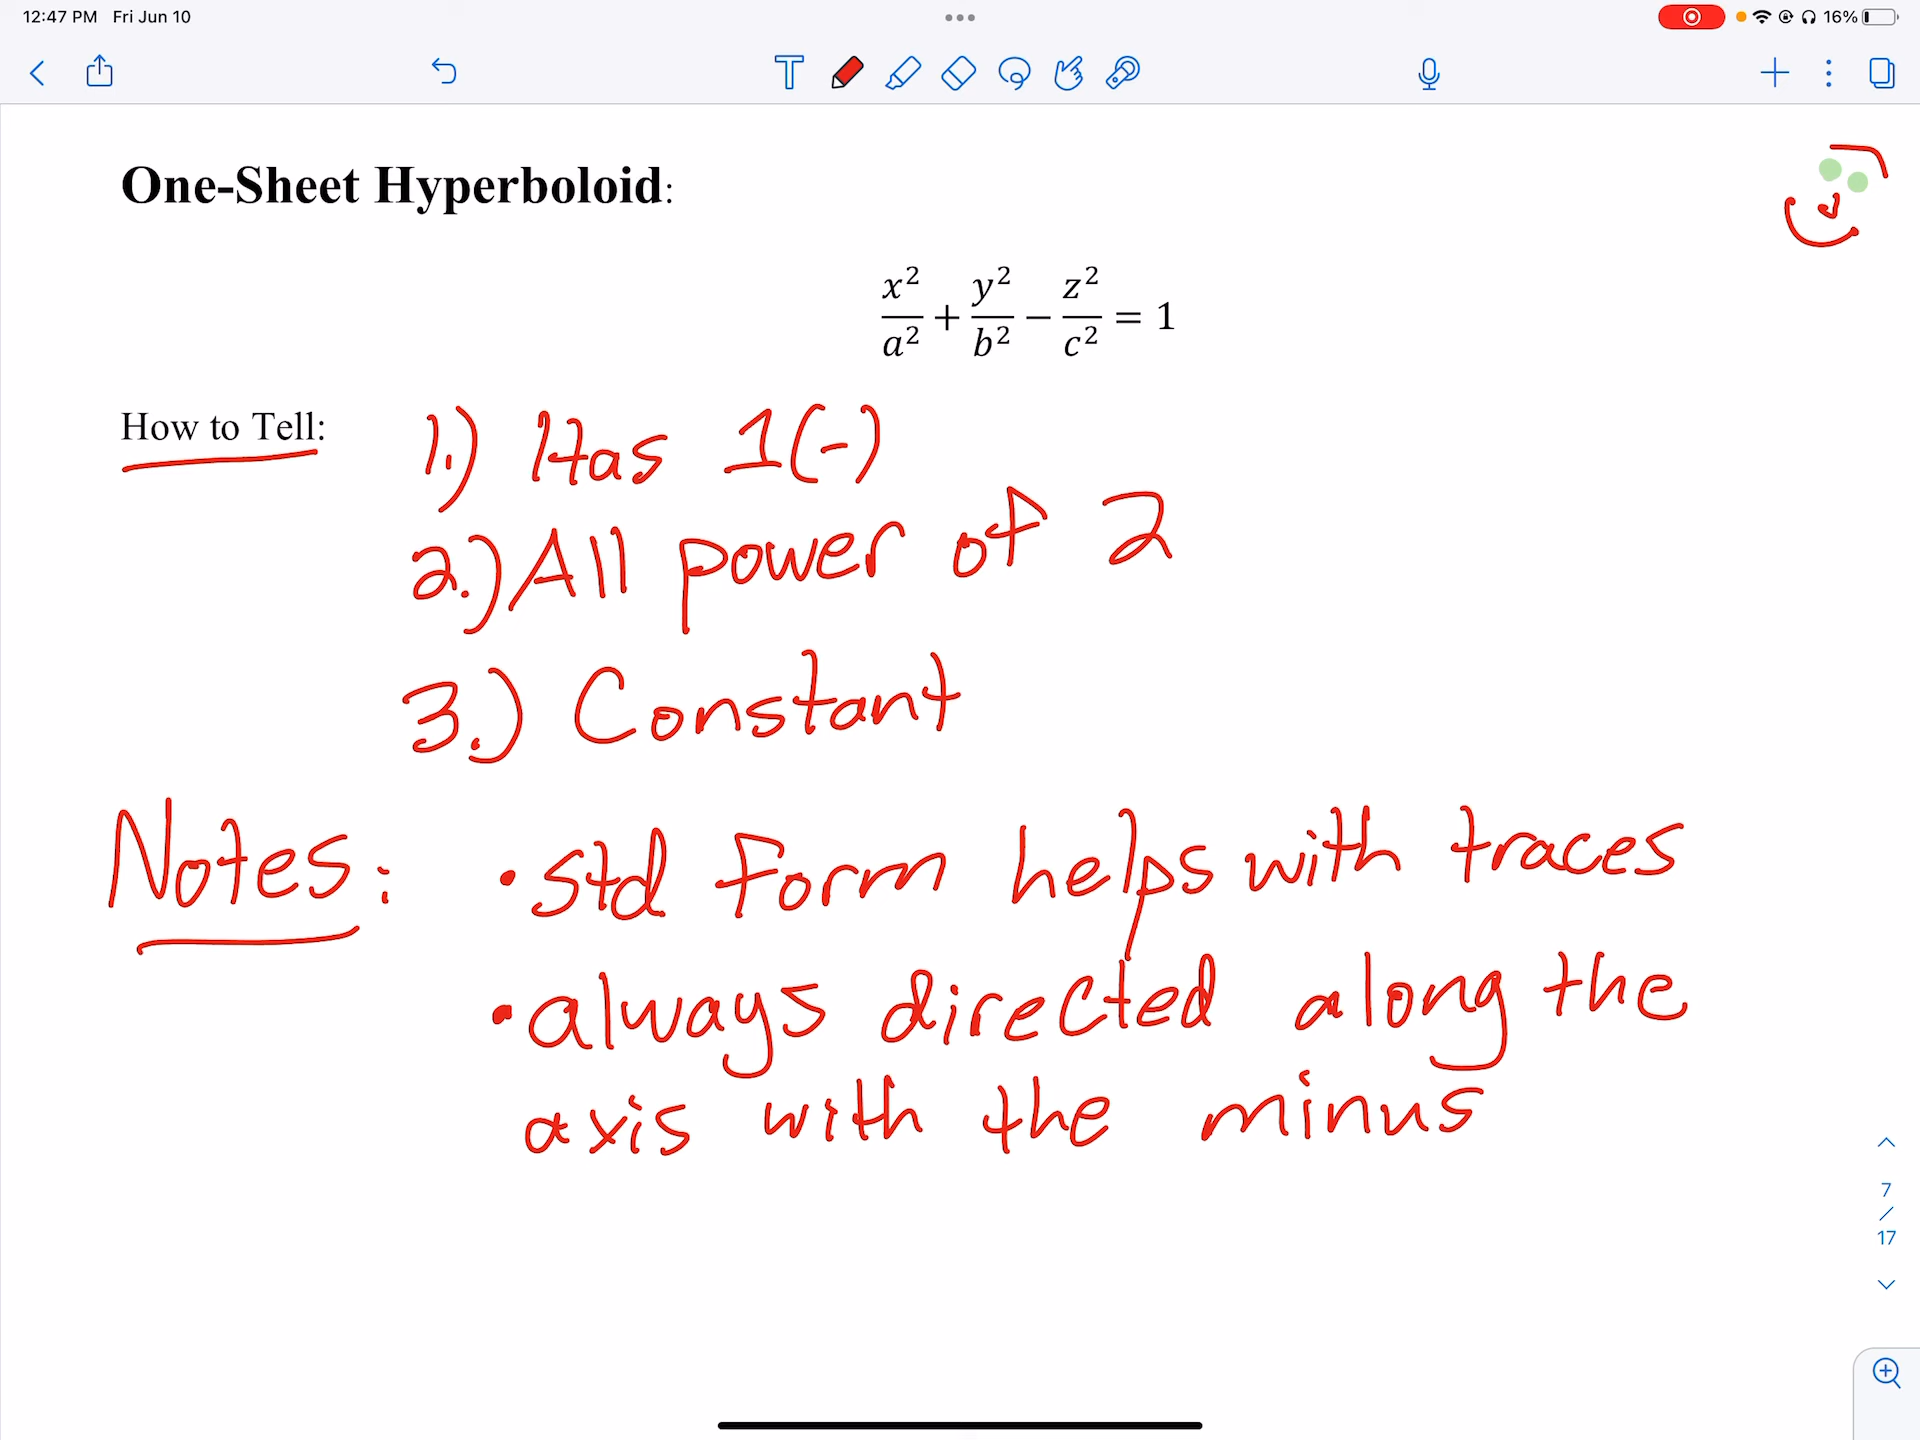 12:47 PM Fri Jun 10
16%
One-Sheet Hyperboloid:
x²/a² + y²/b² − z²/c² = 1
How to Tell: 1.) Has 1(-)
2.) All power of 2
3.) Constant
Notes: • std form helps with traces
• always directed along the
axis with the minus
7
/
17